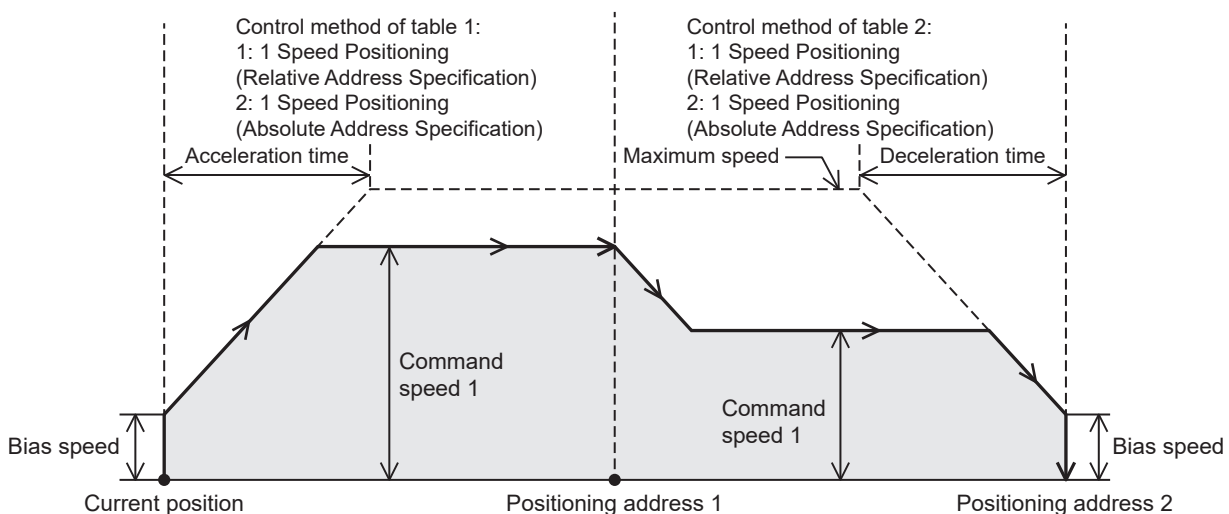 Control method of table 1:
1: 1 Speed Positioning
(Relative Address Specification)
2: 1 Speed Positioning
(Absolute Address Specification)
Control method of table 2:
1: 1 Speed Positioning
(Relative Address Specification)
2: 1 Speed Positioning
(Absolute Address Specification)
Acceleration time
Maximum speed
Deceleration time
Command
speed 1
Command
speed 1
Bias speed
Bias speed
Current position
Positioning address 1
Positioning address 2